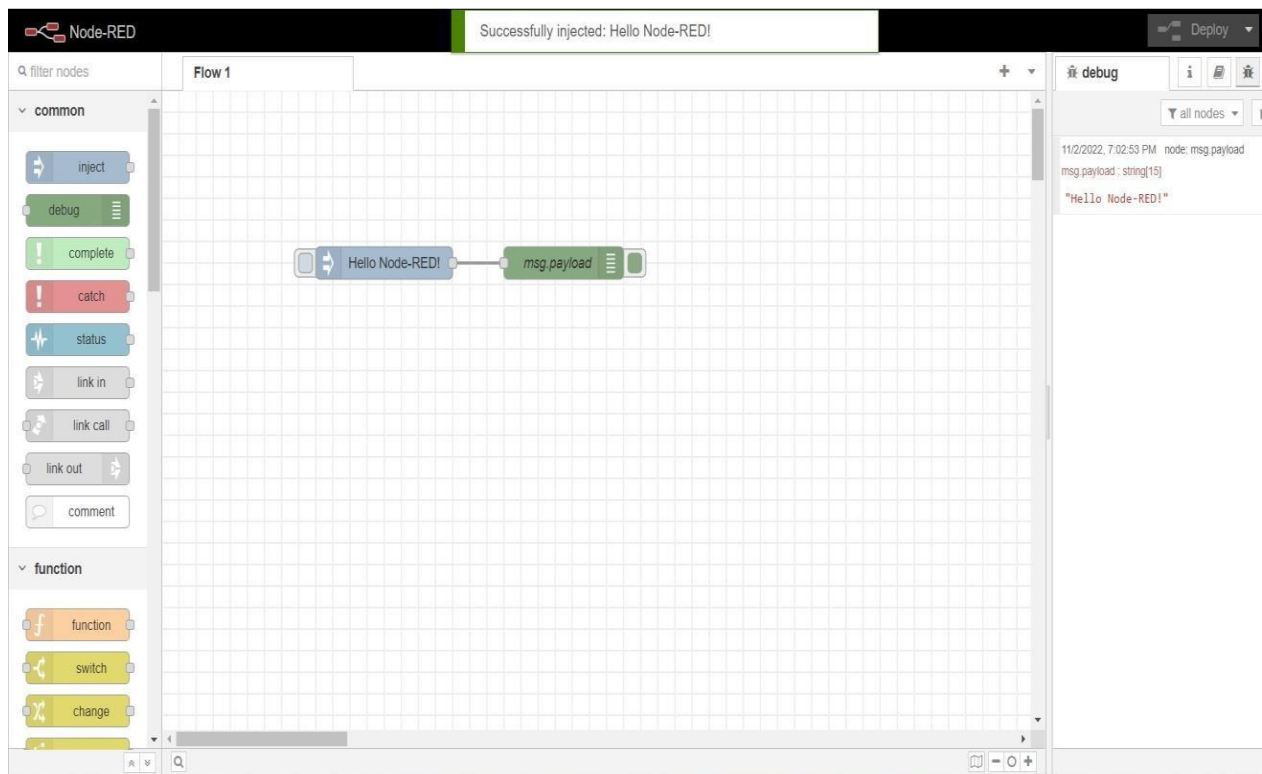 Node-RED
Successfully injected: Hello Node-RED!
Deploy
filter nodes
Flow 1
debug
i
common
all nodes
11/2/2022, 7:02:53 PM node: msg.payload
msg.payload : string[15]
"Hello Node-RED!"
inject
debug
complete
catch
status
link in
link call
link out
comment
Hello Node-RED!
msg.payload
function
function
switch
change